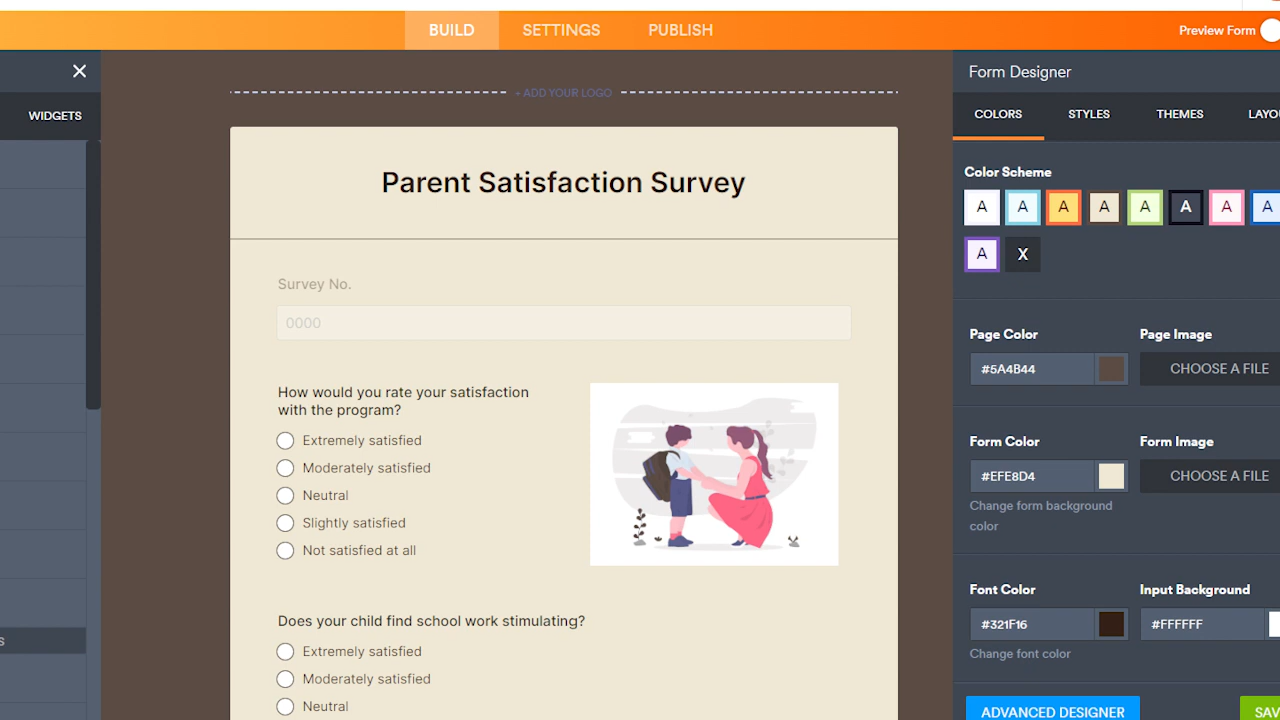 BUILD SETTINGS PUBLISH Preview Form
WIDGETS
+ ADD YOUR LOGO
Parent Satisfaction Survey
Survey No.
0000
How would you rate your satisfaction
with the program?
Extremely satisfied
Moderately satisfied
Neutral
Slightly satisfied
Not satisfied at all
Does your child find school work stimulating?
Extremely satisfied
Moderately satisfied
Neutral
Form Designer
COLORS STYLES THEMES LAYOU
Color Scheme
A A A A A A A A
A X
Page Color Page Image
#5A4B44 CHOOSE A FILE
Form Color Form Image
#EFE8D4 CHOOSE A FILE
Change form background
color
Font Color Input Background
#321F16 #FFFFFF
Change font color
ADVANCED DESIGNER SAV